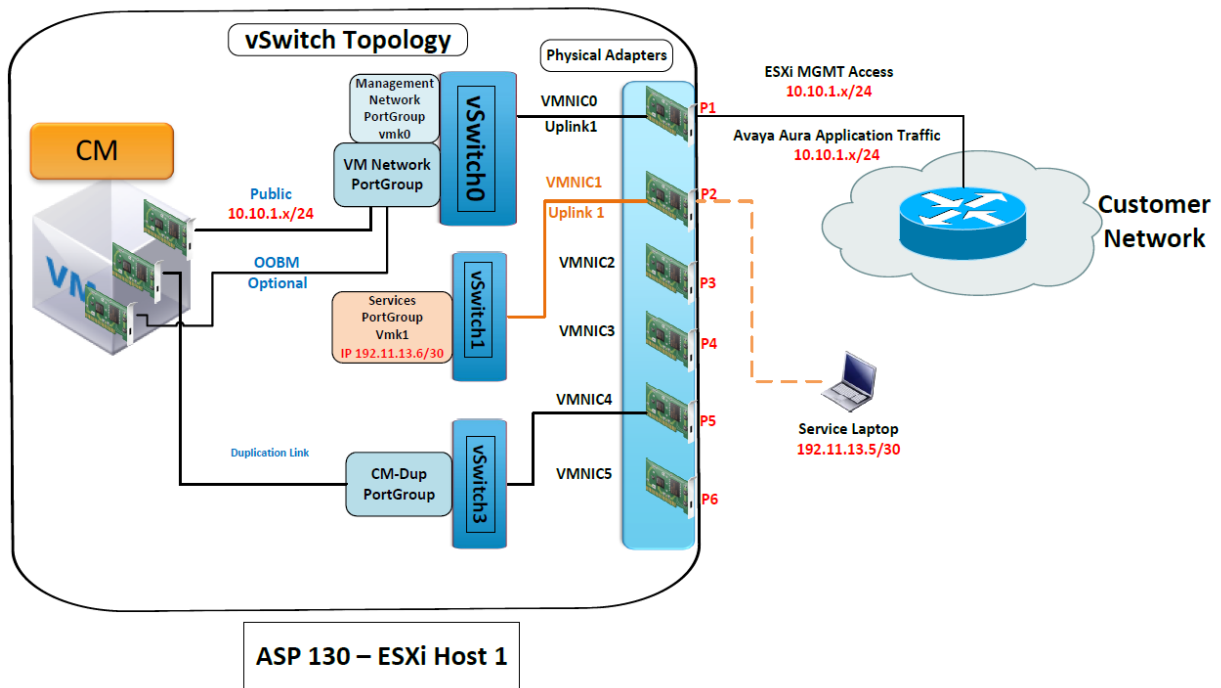 vSwitch Topology
Physical Adapters
CM
VM
Management
Network
PortGroup
vmk0
VM Network
PortGroup
vSwitch0
Public
10.10.1.x/24
OOBM
Optional
Services
PortGroup
Vmk1
IP 192.11.13.6/30
vSwitch1
Duplication Link
CM-Dup
PortGroup
vSwitch3
VMNIC0
Uplink1
VMNIC1
Uplink 1
VMNIC2
VMNIC3
VMNIC4
VMNIC5
P1
P2
P3
P4
P5
P6
ESXi MGMT Access
10.10.1.x/24
Avaya Aura Application Traffic
10.10.1.x/24
Customer
Network
Service Laptop
192.11.13.5/30
ASP 130 – ESXi Host 1